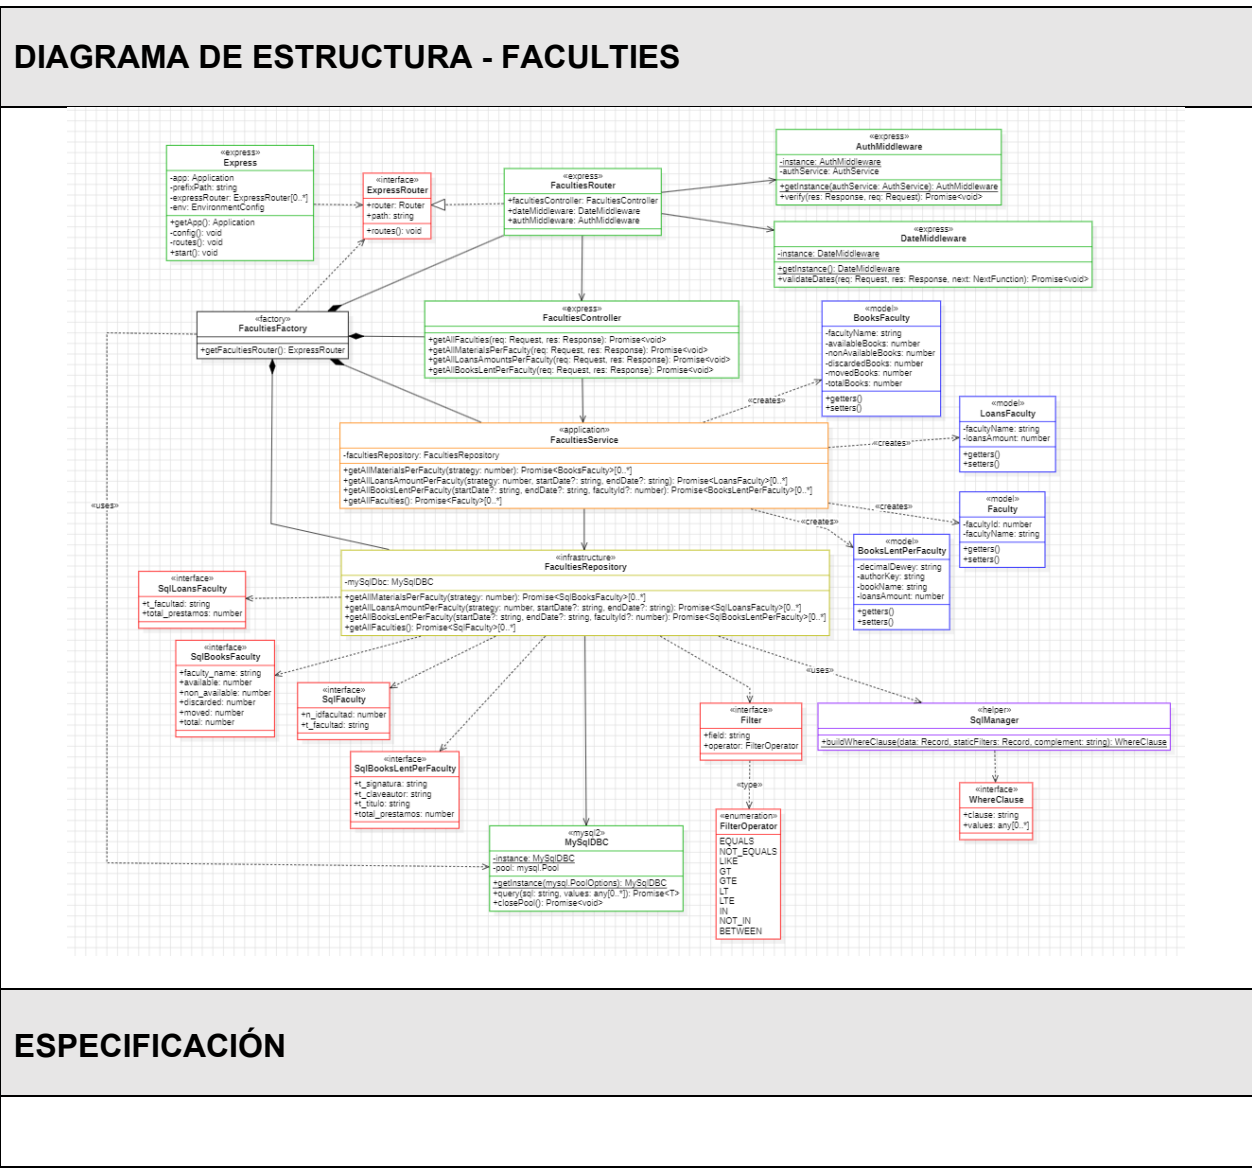 DIAGRAMA DE ESTRUCTURA - FACULTIES
«express»
Express
-app: Application
-prefixPath: string
-expressRouter: ExpressRouter[0..*]
-env: EnvironmentConfig
+getApp(): Application
-config(): void
-routes(): void
+start(): void
«interface»
ExpressRouter
+router: Router
+path: string
+routes(): void
«express»
FacultiesRouter
+facultiesController: FacultiesController
+dateMiddleware: DateMiddleware
+authMiddleware: AuthMiddleware
«express»
AuthMiddleware
-instance: AuthMiddleware
-authService: AuthService
+getInstance(authService: AuthService): AuthMiddleware
+verify(res: Response, req: Request): Promise<void>
«express»
DateMiddleware
-instance: DateMiddleware
+getInstance(): DateMiddleware
+validateDates(req: Request, res: Response, next: NextFunction): Promise<void>
«factory»
FacultiesFactory
+getFacultiesRouter(): ExpressRouter
«express»
FacultiesController
+getAllFaculties(req: Request, res: Response): Promise<void>
+getAllMaterialsPerFaculty(req: Request, res: Response): Promise<void>
+getAllLoansAmountsPerFaculty(req: Request, res: Response): Promise<void>
+getAllBooksLentPerFaculty(req: Request, res: Response): Promise<void>
«model»
BooksFaculty
-facultyName: string
-availableBooks: number
-nonAvailableBooks: number
-discardedBooks: number
-movedBooks: number
-totalBooks: number
+getters()
+setters()
«creates»
«model»
LoansFaculty
-facultyName: string
-loansAmount: number
+getters()
+setters()
«creates»
«application»
FacultiesService
-facultiesRepository: FacultiesRepository
+getAllMaterialsPerFaculty(strategy: number): Promise<BooksFaculty>[0..*]
+getAllLoansAmountPerFaculty(strategy: number, startDate?: string, endDate?: string): Promise<LoansFaculty>[0..*]
+getAllBooksLentPerFaculty(startDate?: string, endDate?: string, facultyId?: number): Promise<BooksLentPerFaculty>[0..*]
+getAllFaculties(): Promise<Faculty>[0..*]
«uses»
«creates»
«model»
Faculty
-facultyId: number
-facultyName: string
+getters()
+setters()
«creates»
«model»
BooksLentPerFaculty
-decimalDewey: string
-authorKey: string
-bookName: string
-loansAmount: number
+getters()
+setters()
«infrastructure»
FacultiesRepository
-mySqlDbc: MySqlDBC
+getAllMaterialsPerFaculty(strategy: number): Promise<SqlBooksFaculty>[0..*]
+getAllLoansAmountPerFaculty(strategy: number, startDate?: string, endDate?: string): Promise<SqlLoansFaculty>[0..*]
+getAllBooksLentPerFaculty(startDate?: string, endDate?: string, facultyId?: number): Promise<SqlBooksLentPerFaculty>[0..*]
+getAllFaculties(): Promise<SqlFaculty>[0..*]
«interface»
SqlLoansFaculty
+t_facultad: string
+total_prestamos: number
«interface»
SqlBooksFaculty
+faculty_name: string
+available: number
+non_available: number
+discarded: number
+moved: number
+total: number
«interface»
SqlFaculty
+n_idfacultad: number
+t_facultad: string
«interface»
SqlBooksLentPerFaculty
+t_signatura: string
+t_claveautor: string
+t_titulo: string
+total_prestamos: number
«uses»
«interface»
Filter
+field: string
+operator: FilterOperator
«helper»
SqlManager
+buildWhereClause(data: Record, staticFilters: Record, complement: string): WhereClause
«type»
«interface»
WhereClause
+clause: string
+values: any[0..*]
«enumeration»
FilterOperator
EQUALS
NOT_EQUALS
LIKE
GT
GTE
LT
LTE
IN
NOT_IN
BETWEEN
«mysql2»
MySqlDBC
-instance: MySqlDBC
-pool: mysql.Pool
+getInstance(mysql.PoolOptions): MySqlDBC
+query(sql: string, values: any[0..*]): Promise<T>
+closePool(): Promise<void>
ESPECIFICACIÓN